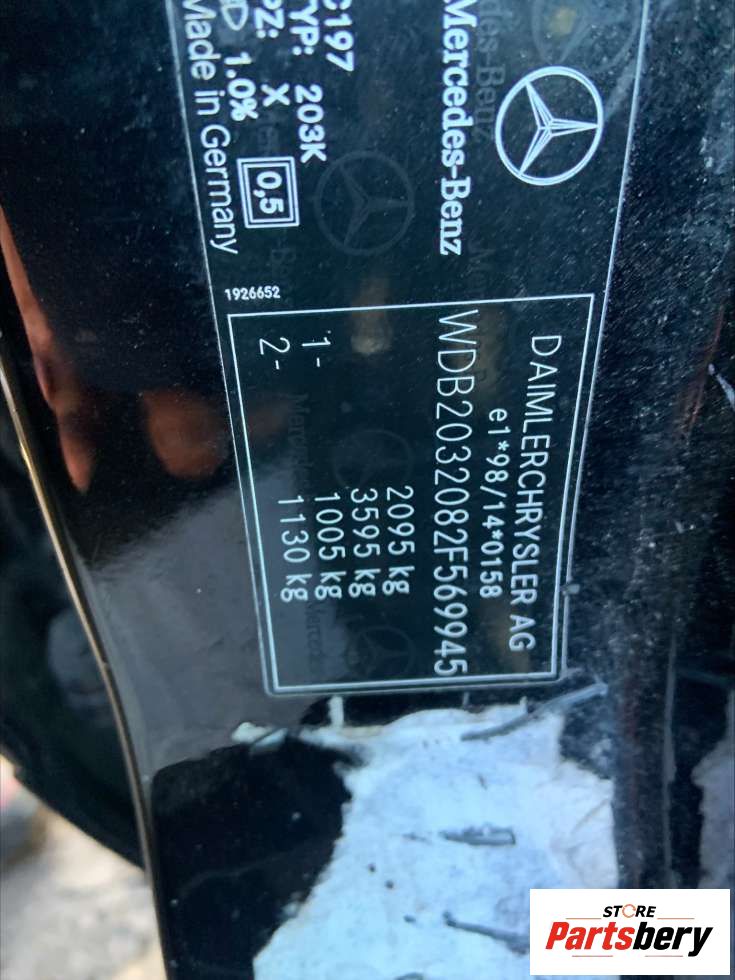 Mercedes-Benz
C197
TYP: 203K
PZ: X
1.0%
0,5
Made in Germany
1926652
DAIMLERCHRYSLER AG
e1*98/14*0158
WDB2032082F569945
2095 kg
3595 kg
1- 1005 kg
2- 1130 kg
STORE
Partsbery